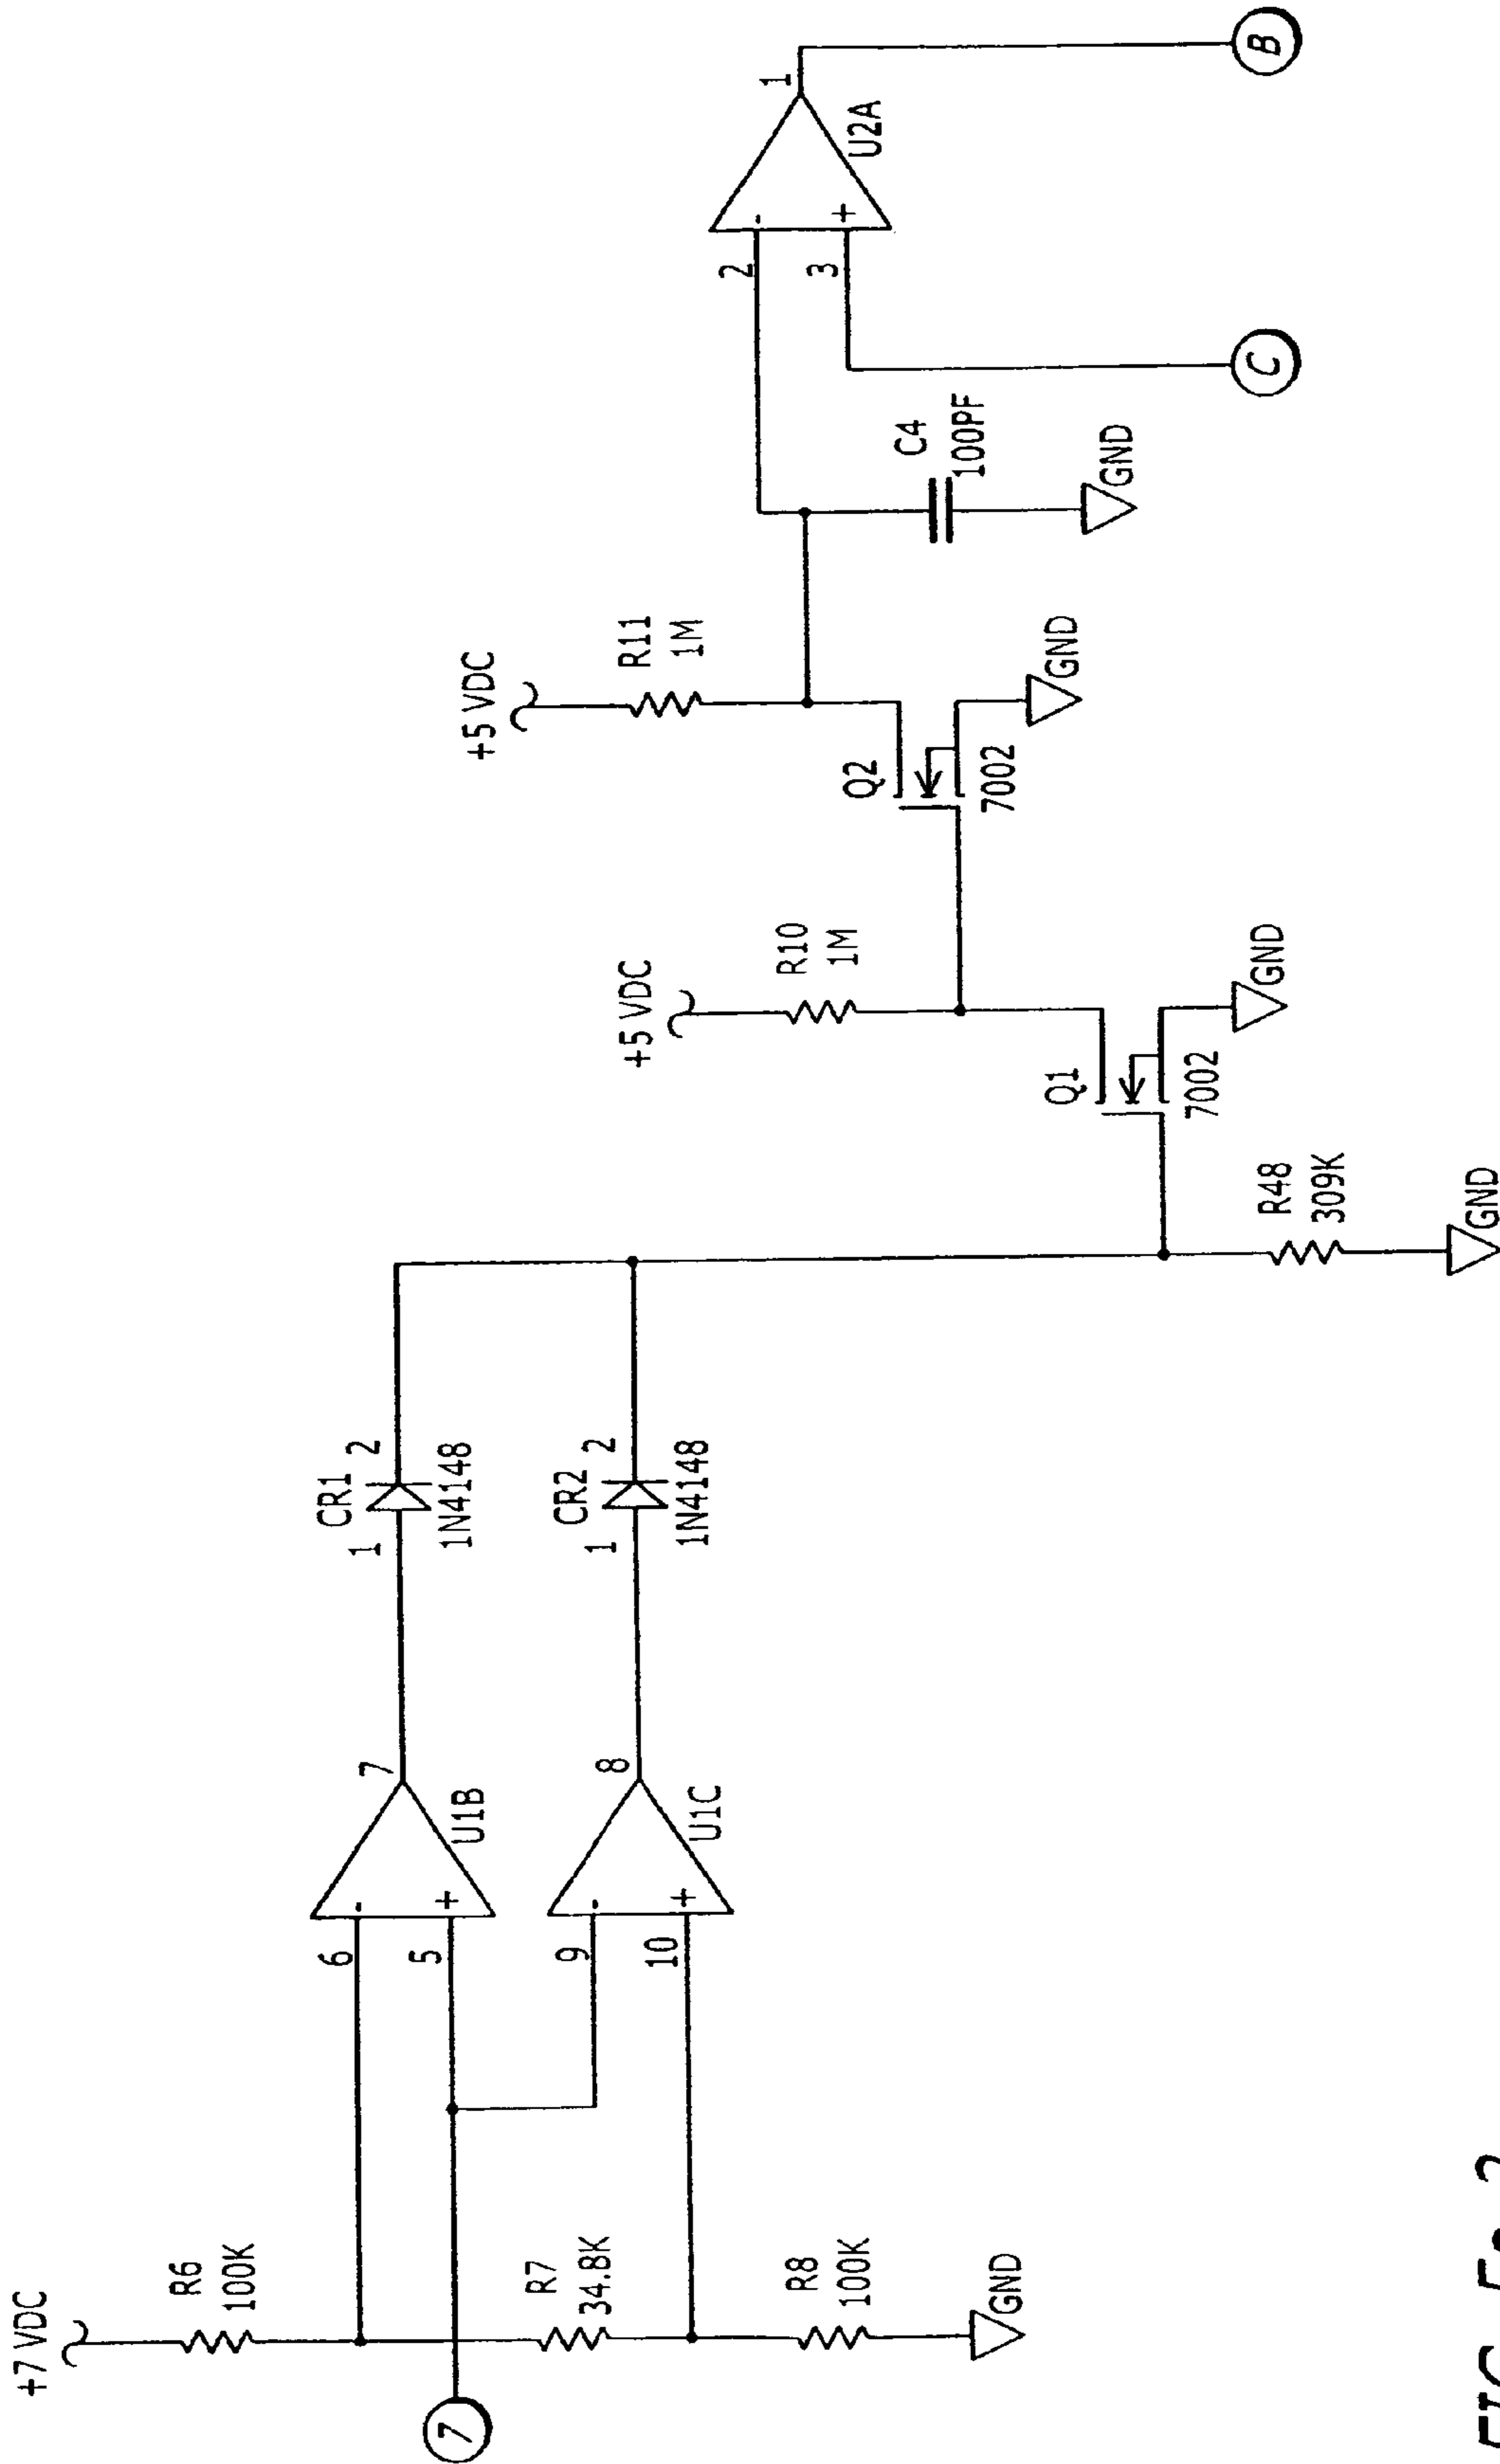 +7 VDC
R6
100K
7
R7
34.8K
R8
100K
GND
6
-
5
+
7
U1B
9
-
10
+
8
U1C
CR1
1
2
1N4148
CR2
1
2
1N4148
R48
309K
GND
Q1
7002
GND
+5 VDC
R10
1M
Q2
7002
GND
+5 VDC
R11
1M
C4
100PF
GND
2
-
3
+
1
U2A
C
B